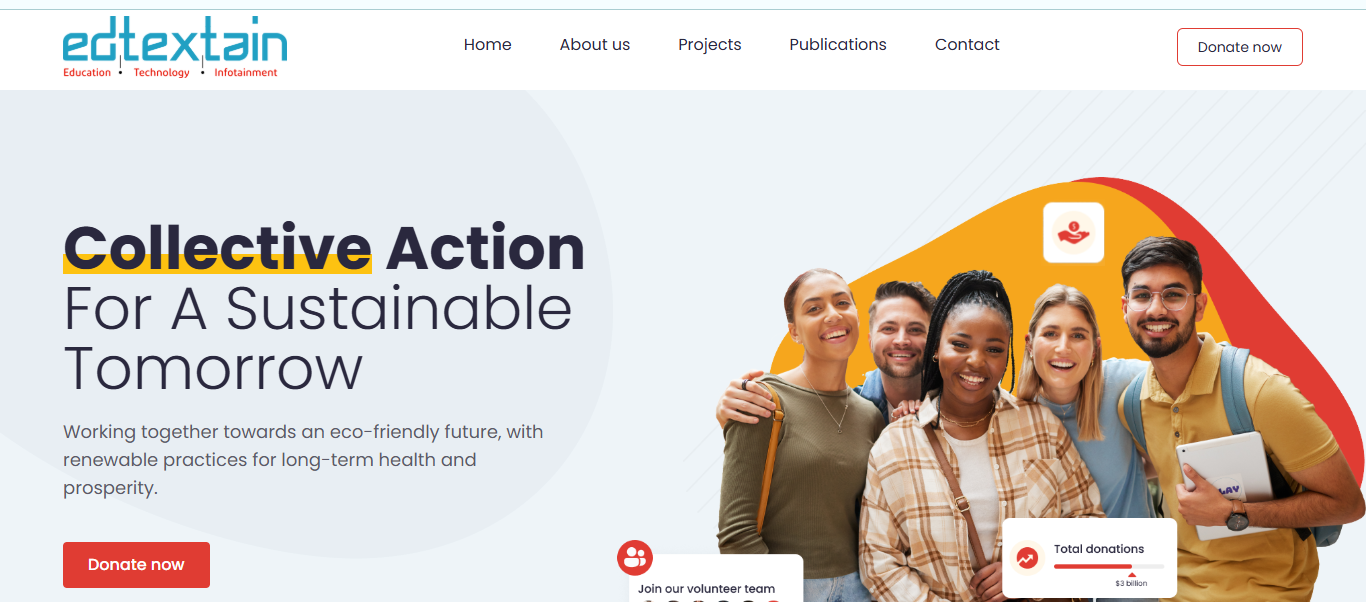 edtextain
Education • Technology • Infotainment
Home About us Projects Publications Contact
Donate now
Collective Action
For A Sustainable
Tomorrow
Working together towards an eco-friendly future, with
renewable practices for long-term health and
prosperity.
Donate now
Join our volunteer team
Total donations
$3 billion